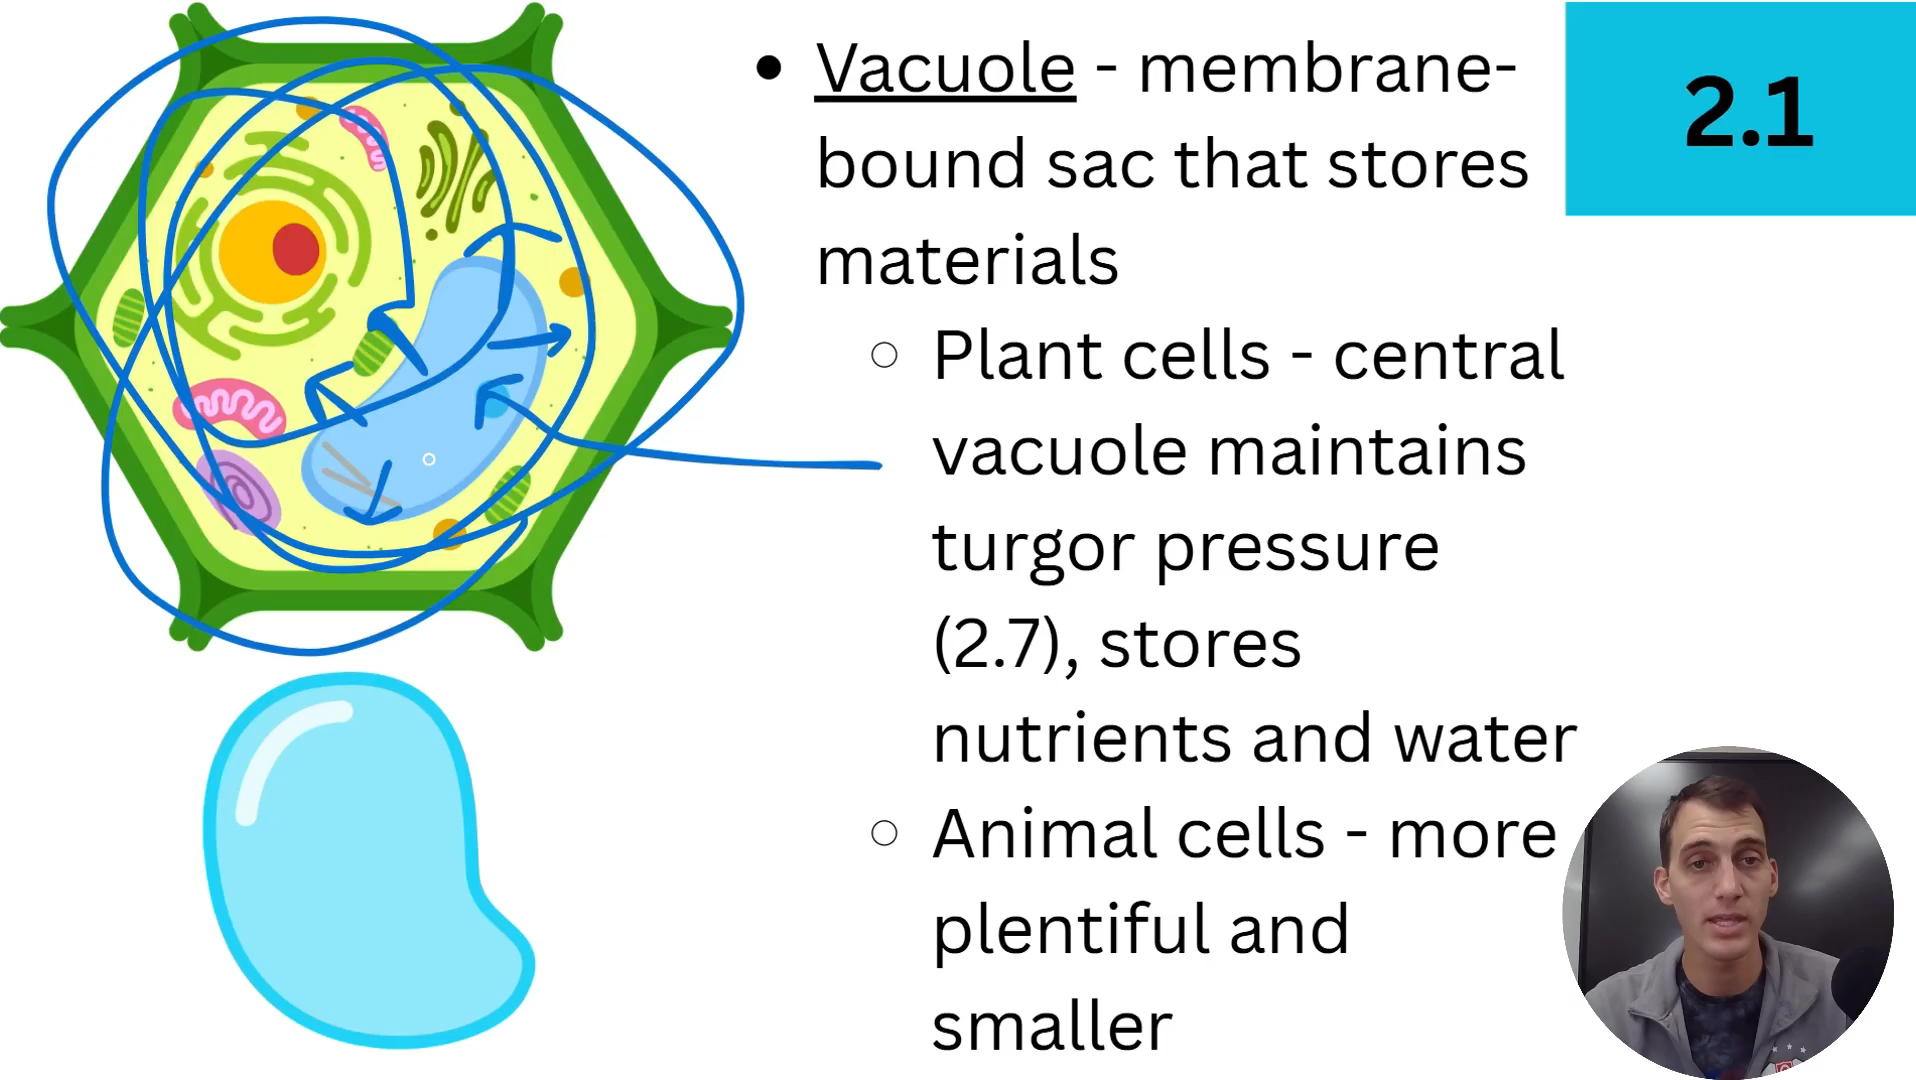 Vacuole - membrane-
bound sac that stores
materials
Plant cells - central
vacuole maintains
turgor pressure
(2.7), stores
nutrients and water
Animal cells - more
plentiful and
smaller
2.1